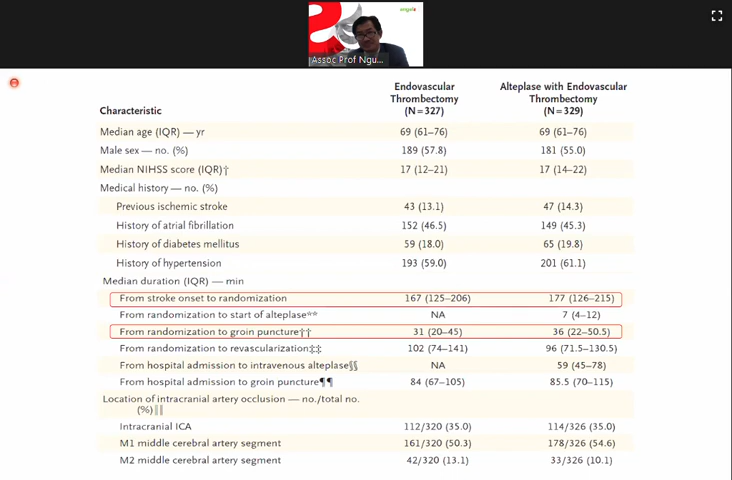 angels
Assoc Prof Ngu...
Endovascular Alteplase with Endovascular
Thrombectomy Thrombectomy
Characteristic (N=327) (N=329)
Median age (IQR) — yr 69 (61–76) 69 (61–76)
Male sex — no. (%) 189 (57.8) 181 (55.0)
Median NIHSS score (IQR)† 17 (12–21) 17 (14–22)
Medical history — no. (%)
Previous ischemic stroke 43 (13.1) 47 (14.3)
History of atrial fibrillation 152 (46.5) 149 (45.3)
History of diabetes mellitus 59 (18.0) 65 (19.8)
History of hypertension 193 (59.0) 201 (61.1)
Median duration (IQR) — min
From stroke onset to randomization 167 (125–206) 177 (126–215)
From randomization to start of alteplase** NA 7 (4–12)
From randomization to groin puncture†† 31 (20–45) 36 (22–50.5)
From randomization to revascularization‡‡ 102 (74–141) 96 (71.5–130.5)
From hospital admission to intravenous alteplase§§ NA 59 (45–78)
From hospital admission to groin puncture¶¶ 84 (67–105) 85.5 (70–115)
Location of intracranial artery occlusion — no./total no.
(%)‖‖
Intracranial ICA 112/320 (35.0) 114/326 (35.0)
M1 middle cerebral artery segment 161/320 (50.3) 178/326 (54.6)
M2 middle cerebral artery segment 42/320 (13.1) 33/326 (10.1)